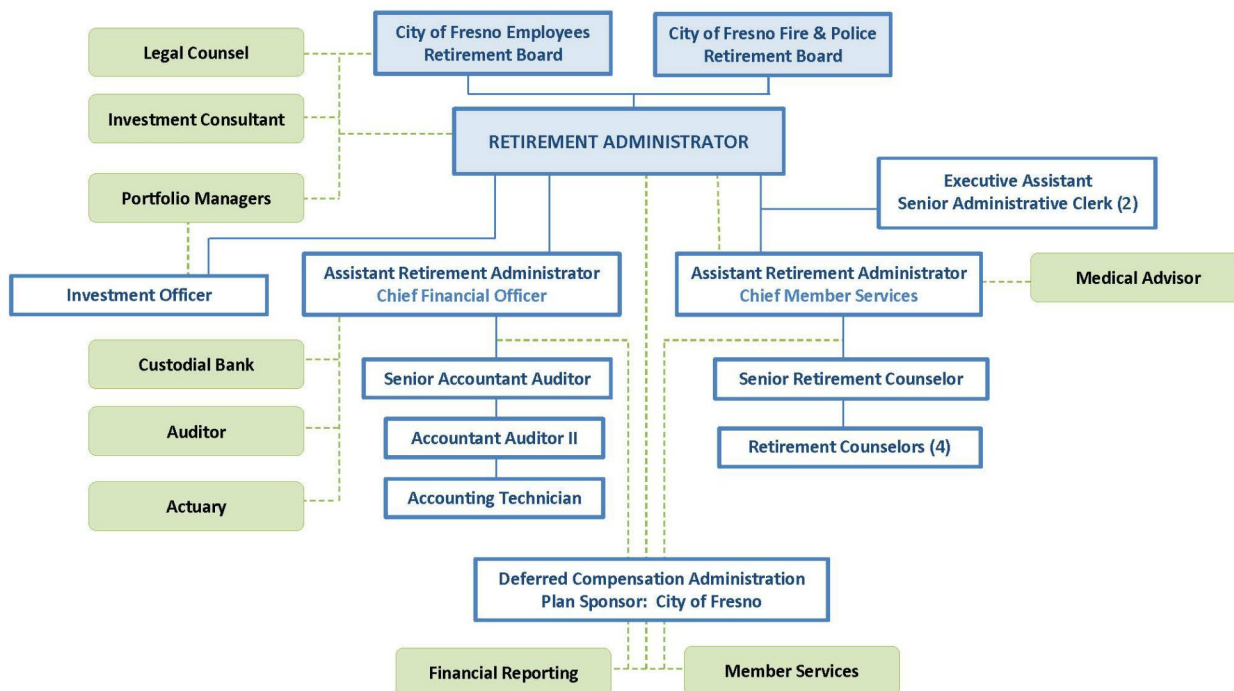 City of Fresno Employees
Retirement Board
City of Fresno Fire & Police
Retirement Board
Legal Counsel
Investment Consultant
RETIREMENT ADMINISTRATOR
Portfolio Managers
Executive Assistant
Senior Administrative Clerk (2)
Investment Officer
Assistant Retirement Administrator
Chief Financial Officer
Assistant Retirement Administrator
Chief Member Services
Medical Advisor
Custodial Bank
Senior Accountant Auditor
Senior Retirement Counselor
Auditor
Accountant Auditor II
Retirement Counselors (4)
Actuary
Accounting Technician
Deferred Compensation Administration
Plan Sponsor: City of Fresno
Financial Reporting
Member Services